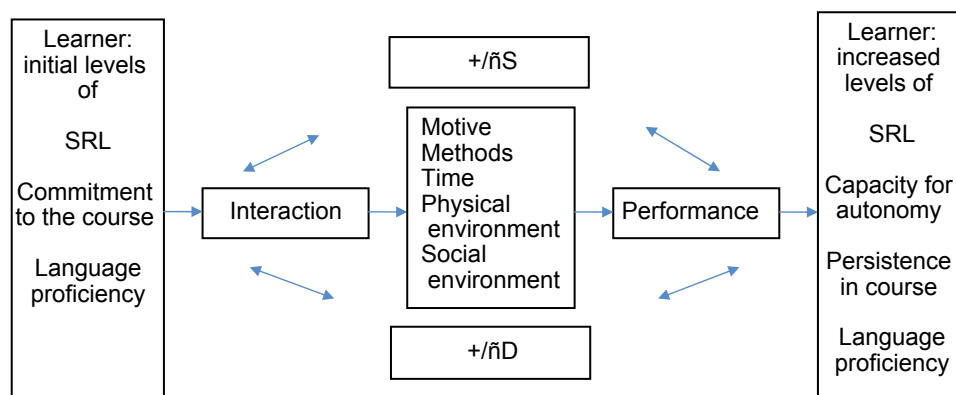 Learner:
initial levels
of
SRL
Commitment
to the course
Language
proficiency
Interaction
+/ñS
Motive
Methods
Time
Physical
environment
Social
environment
+/ñD
Performance
Learner:
increased
levels of
SRL
Capacity for
autonomy
Persistence
in course
Language
proficiency